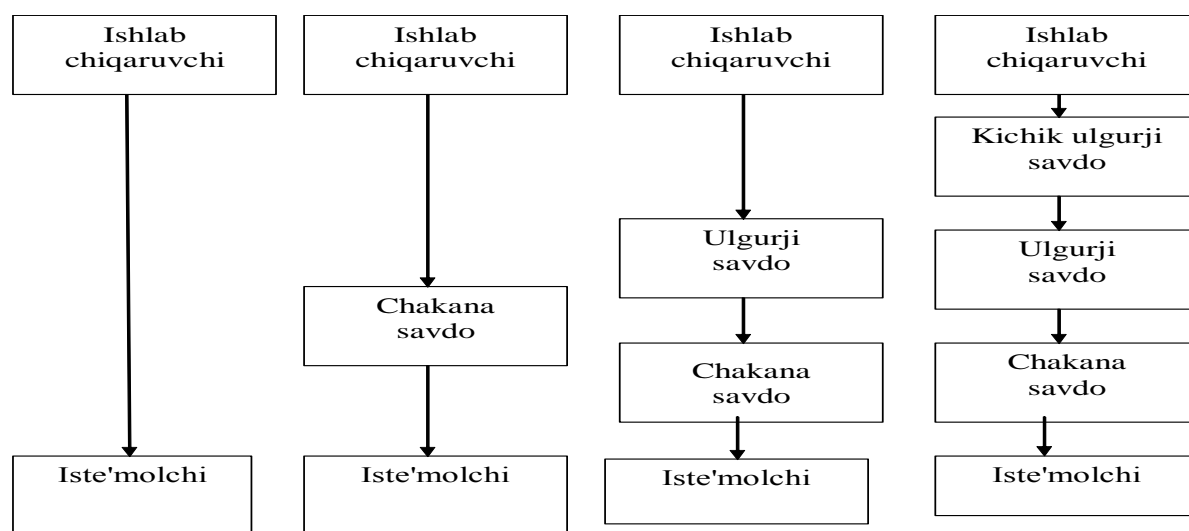 Ishlab
chiqaruvchi
Iste'molchi
Ishlab
chiqaruvchi
Chakana
savdo
Iste'molchi
Ishlab
chiqaruvchi
Ulgurji
savdo
Chakana
savdo
Iste'molchi
Ishlab
chiqaruvchi
Kichik ulgurji
savdo
Ulgurji
savdo
Chakana
savdo
Iste'molchi